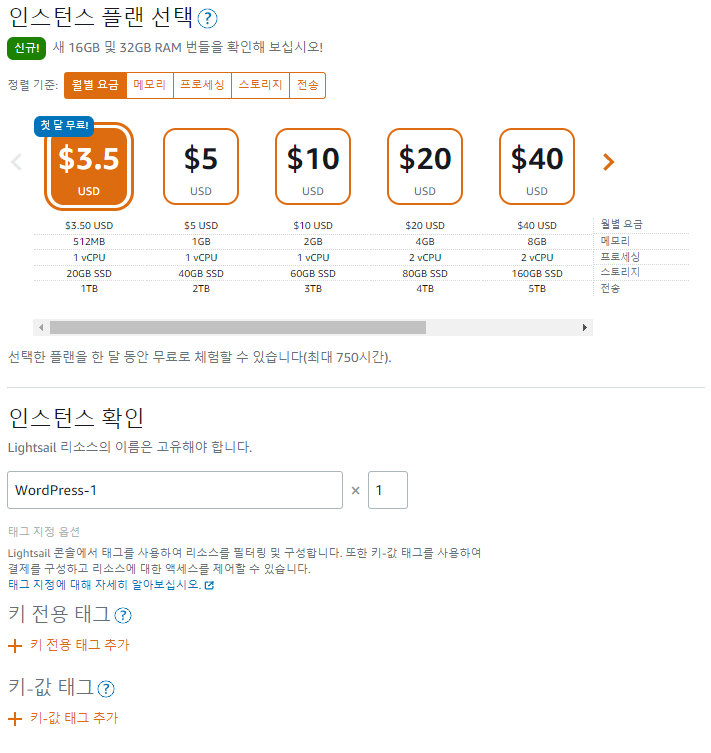 인스턴스 플랜 선택 ?
신규! 새 16GB 및 32GB RAM 번들을 확인해 보십시오!
정렬 기준: 월별 요금 메모리 프로세싱 스토리지 전송
첫 달 무료!
$3.5 $5 $10 $20 $40
USD USD USD USD USD
$3.50 USD $5 USD $10 USD $20 USD $40 USD 월별 요금
512MB 1GB 2GB 4GB 8GB 메모리
1 vCPU 1 vCPU 1 vCPU 2 vCPU 2 vCPU 프로세싱
20GB SSD 40GB SSD 60GB SSD 80GB SSD 160GB SSD 스토리지
1TB 2TB 3TB 4TB 5TB 전송
선택한 플랜을 한 달 동안 무료로 체험할 수 있습니다(최대 750시간).
인스턴스 확인
Lightsail 리소스의 이름은 고유해야 합니다.
WordPress-1 × 1
태그 지정 옵션
Lightsail 콘솔에서 태그를 사용하여 리소스를 필터링 및 구성합니다. 또한 키-값 태그를 사용하여
결제를 구성하고 리소스에 대한 액세스를 제어할 수 있습니다.
태그 지정에 대해 자세히 알아보십시오.
키 전용 태그 ?
+ 키 전용 태그 추가
키-값 태그 ?
+ 키-값 태그 추가